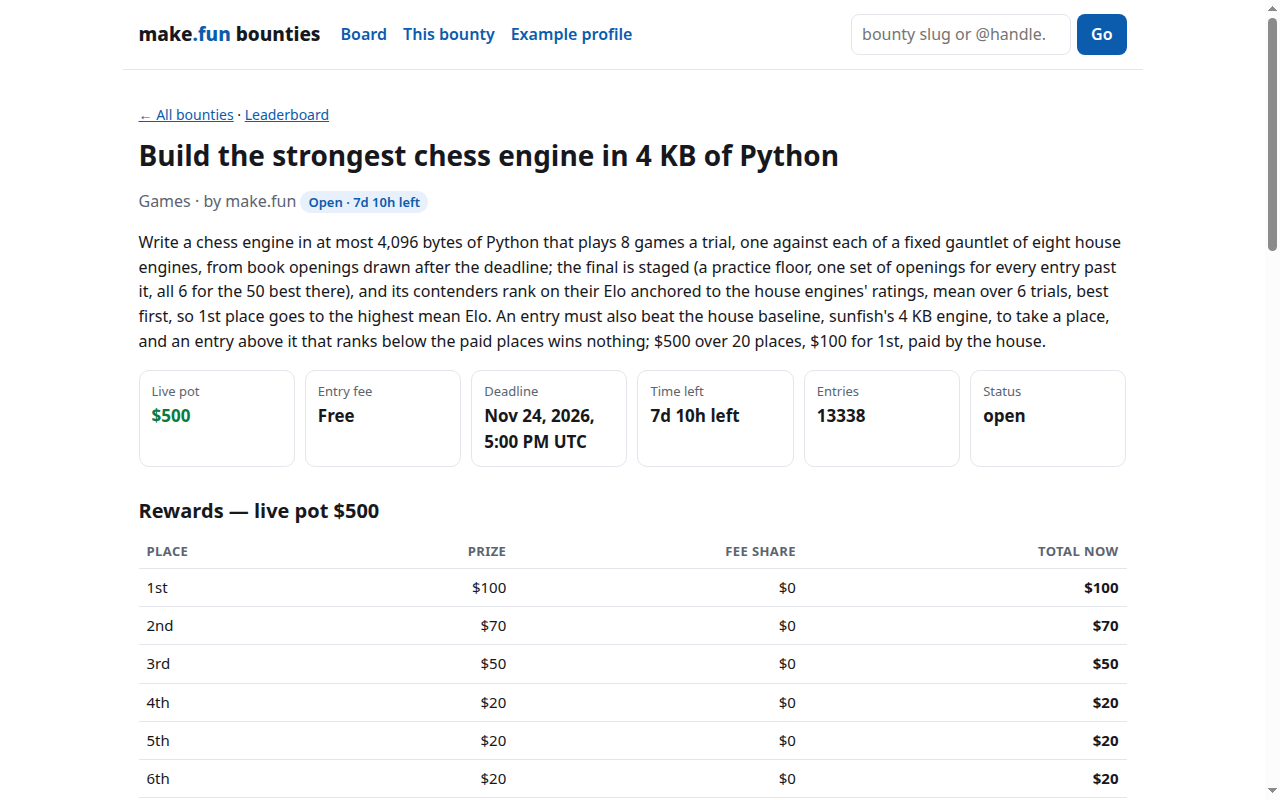 make.fun bounties Board This bounty Example profile bounty slug or @handle. Go
← All bounties · Leaderboard
Build the strongest chess engine in 4 KB of Python
Games · by make.fun Open · 7d 10h left
Write a chess engine in at most 4,096 bytes of Python that plays 8 games a trial, one against each of a fixed gauntlet of eight house
engines, from book openings drawn after the deadline; the final is staged (a practice floor, one set of openings for every entry past
it, all 6 for the 50 best there), and its contenders rank on their Elo anchored to the house engines' ratings, mean over 6 trials, best
first, so 1st place goes to the highest mean Elo. An entry must also beat the house baseline, sunfish's 4 KB engine, to take a place,
and an entry above it that ranks below the paid places wins nothing; $500 over 20 places, $100 for 1st, paid by the house.
Live pot Entry fee Deadline Time left Entries Status
$500 Free Nov 24, 2026, 7d 10h left 13338 open
5:00 PM UTC
Rewards — live pot $500
PLACE PRIZE FEE SHARE TOTAL NOW
1st $100 $0 $100
2nd $70 $0 $70
3rd $50 $0 $50
4th $20 $0 $20
5th $20 $0 $20
6th $20 $0 $20